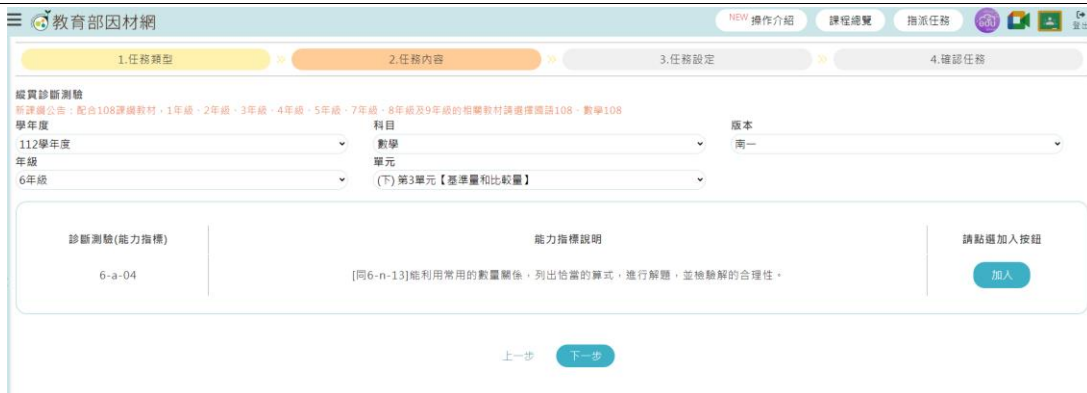 教育部因材網
NEW 操作介紹
課程總覽
指派任務
登出
1.任務類型
2.任務內容
3.任務設定
4.確認任務
縱貫診斷測驗
新課綱公告:配合108課綱教材,1年級、2年級、3年級、4年級、5年級、7年級、8年級及9年級的相關教材請選擇國語108、數學108
學年度
科目
版本
112學年度
數學
南一
年級
單元
6年級
(下) 第3單元【基準量和比較量】
診斷測驗(能力指標)
能力指標說明
請點選加入按鈕
6-a-04
[同6-n-13]能利用常用的數量關係,列出恰當的算式,進行解題,並檢驗解的合理性。
加入
上一步
下一步